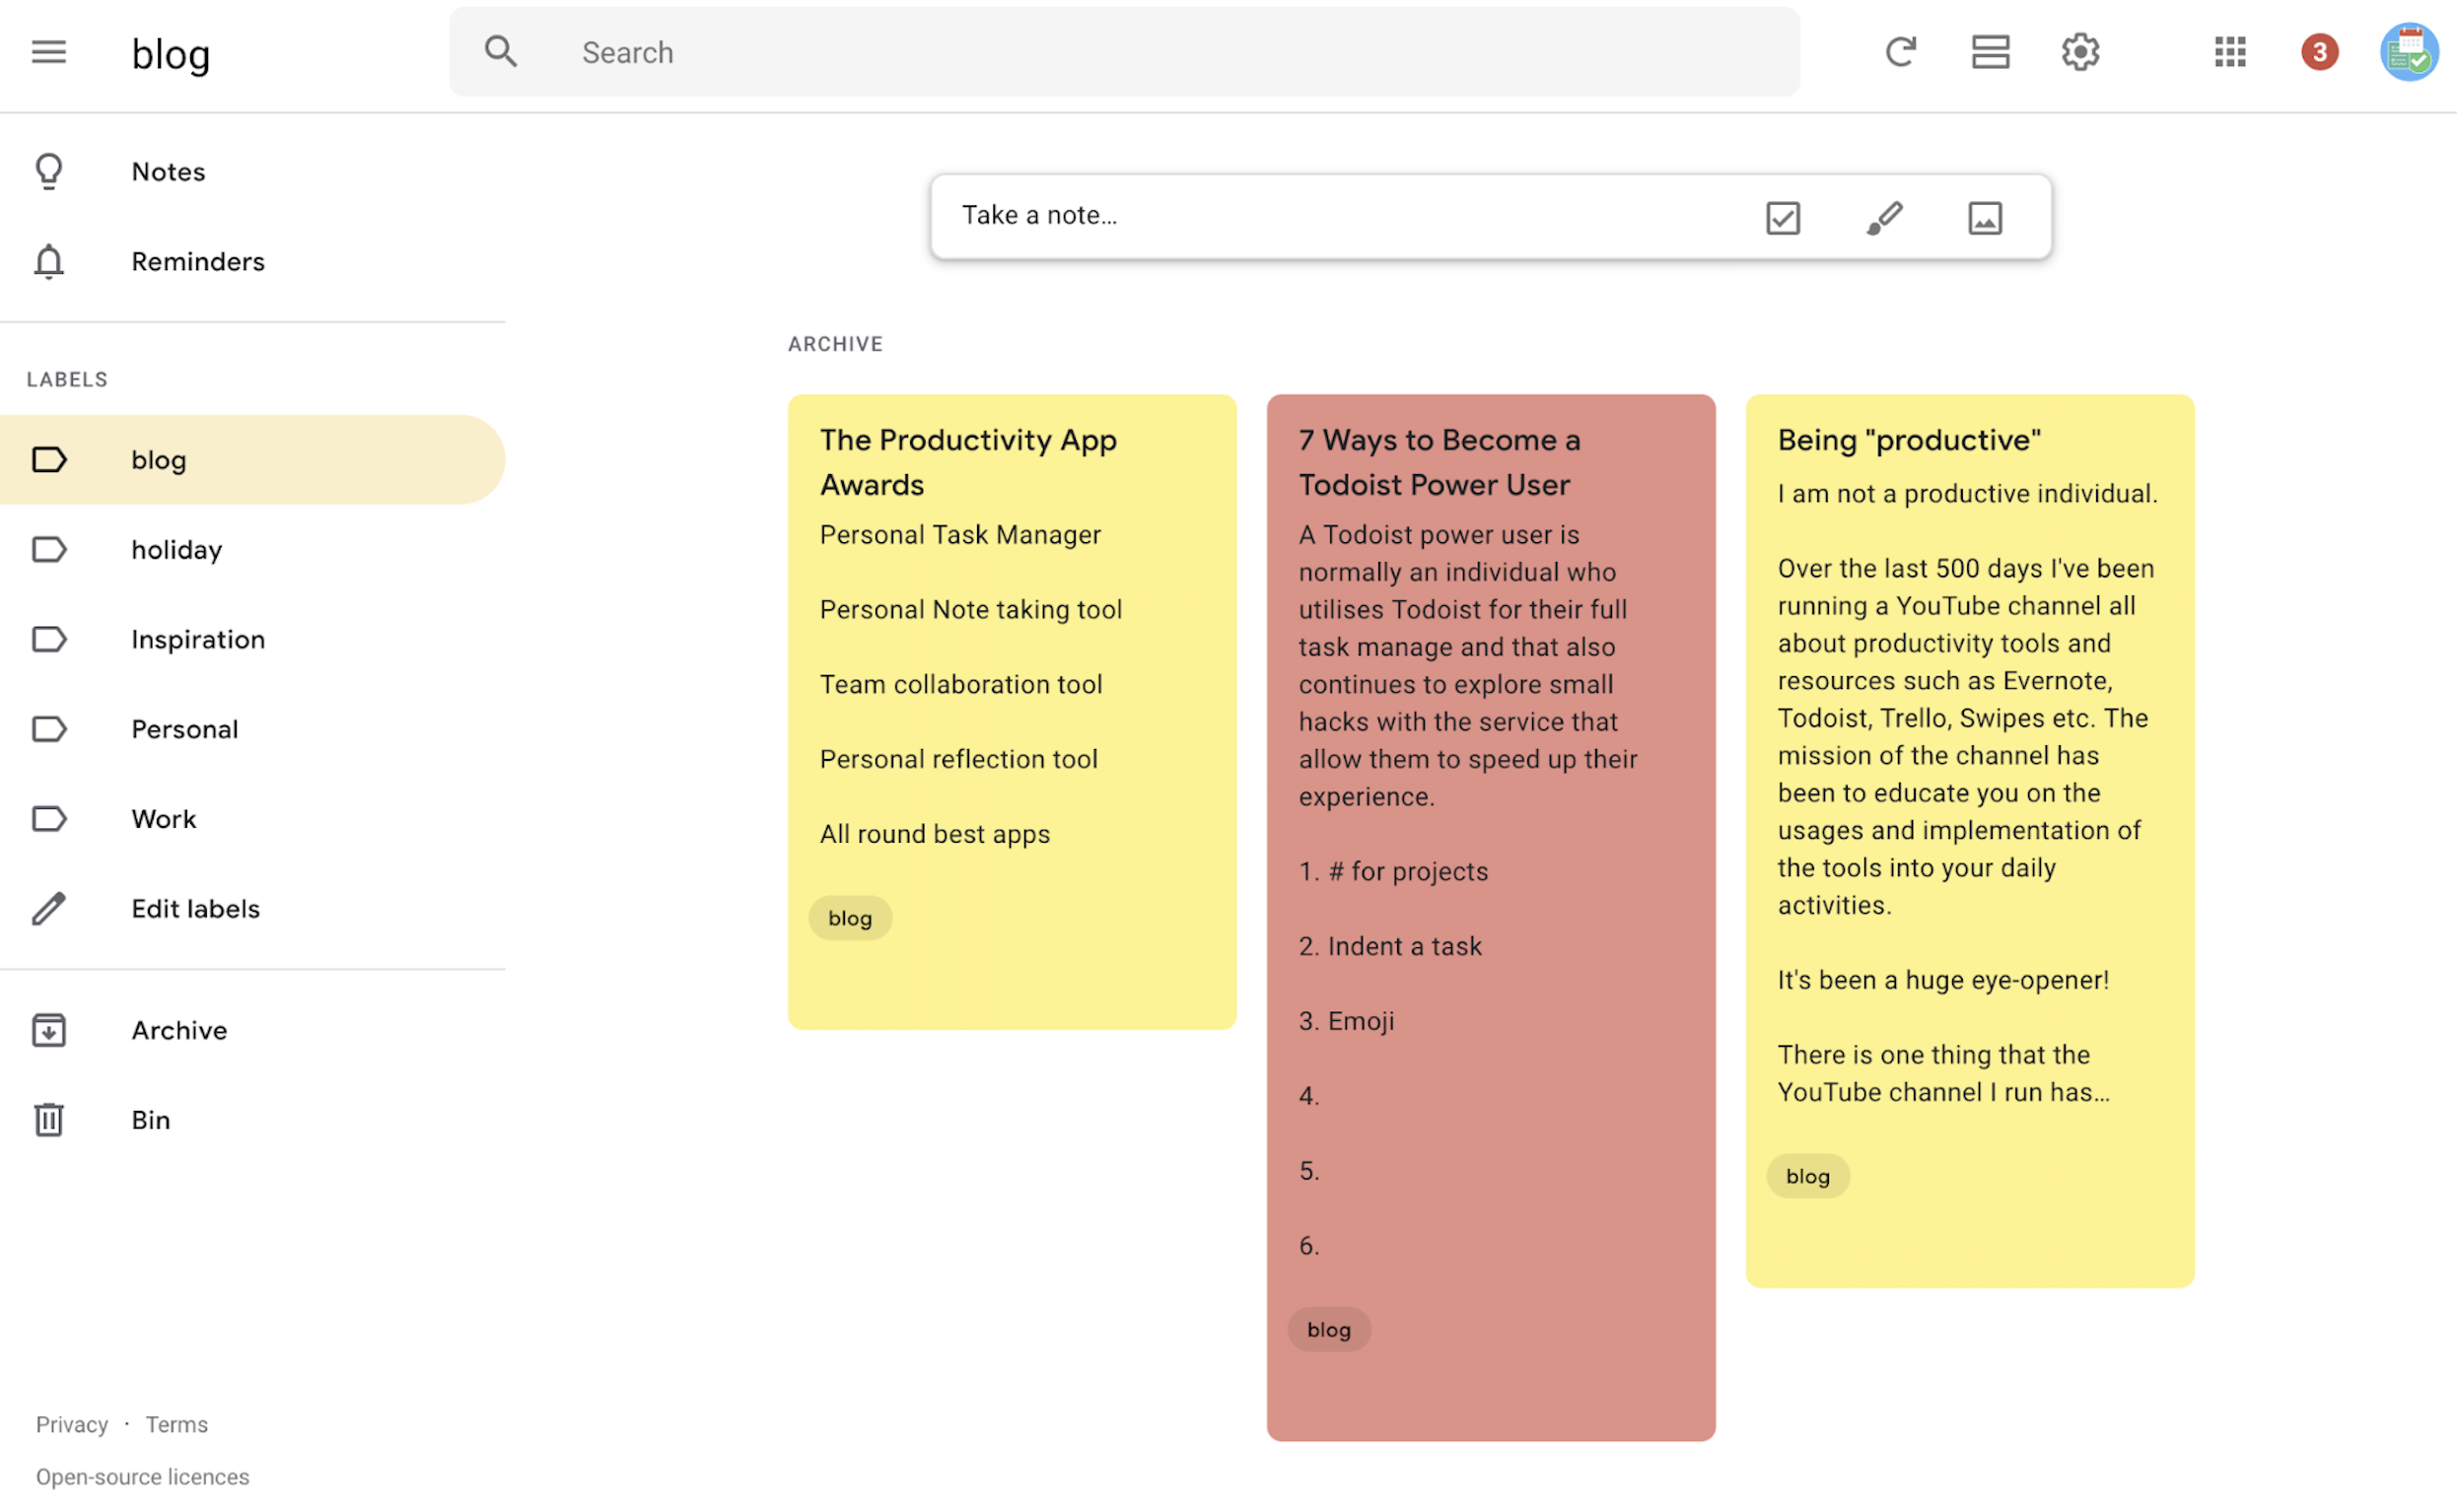 blog
Search
3
Notes
Reminders
LABELS
blog
holiday
Inspiration
Personal
Work
Edit labels
Archive
Bin
Privacy · Terms
Open-source licences
Take a note...
ARCHIVE
The Productivity App
Awards
Personal Task Manager
Personal Note taking tool
Team collaboration tool
Personal reflection tool
All round best apps
blog
7 Ways to Become a
Todoist Power User
A Todoist power user is
normally an individual who
utilises Todoist for their full
task manage and that also
continues to explore small
hacks with the service that
allow them to speed up their
experience.
1. # for projects
2. Indent a task
3. Emoji
4.
5.
6.
blog
Being "productive"
I am not a productive individual.
Over the last 500 days I've been
running a YouTube channel all
about productivity tools and
resources such as Evernote,
Todoist, Trello, Swipes etc. The
mission of the channel has
been to educate you on the
usages and implementation of
the tools into your daily
activities.
It's been a huge eye-opener!
There is one thing that the
YouTube channel I run has...
blog